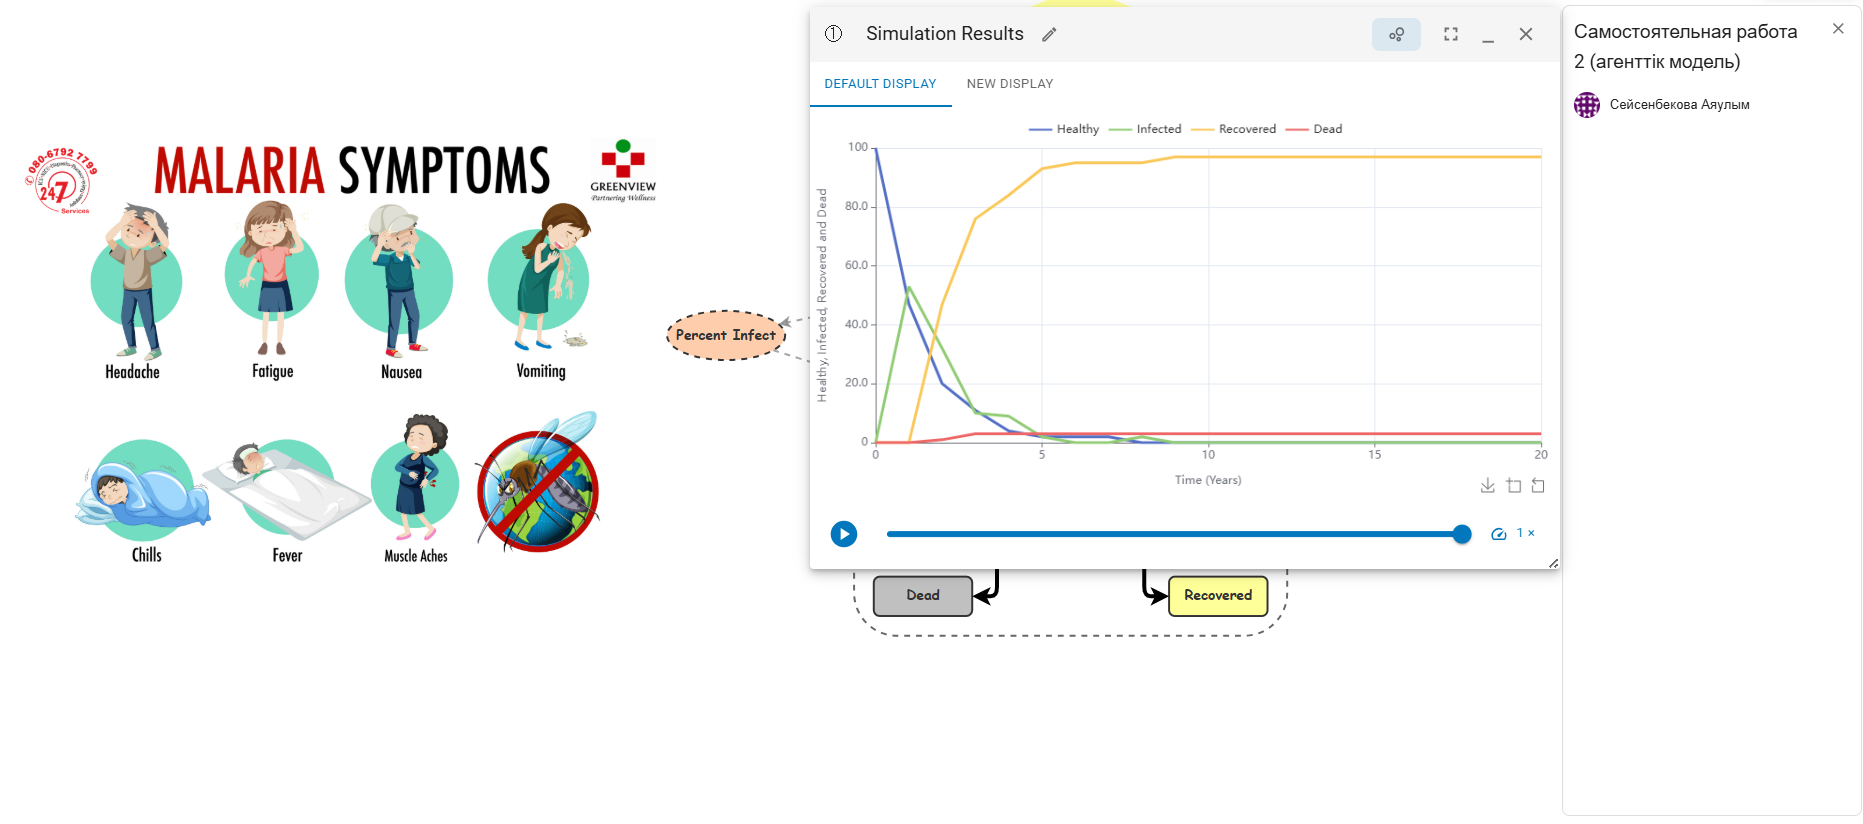 080-6792 7799
24
7
Services
MALARIA SYMPTOMS
GREENVIEW
Partnering Wellness
Headache
Fatigue
Nausea
Vomiting
Chills
Fever
Muscle Aches
Percent Infect
Simulation Results
DEFAULT DISPLAY
NEW DISPLAY
Healthy
Infected
Recovered
Dead
Healthy, Infected, Recovered and Dead
100
80.0
60.0
40.0
20.0
0
0
5
10
15
20
Time (Years)
1 ×
Dead
Recovered
Самостоятельная работа
2 (агенттік модель)
Сейсенбекова Аяулым